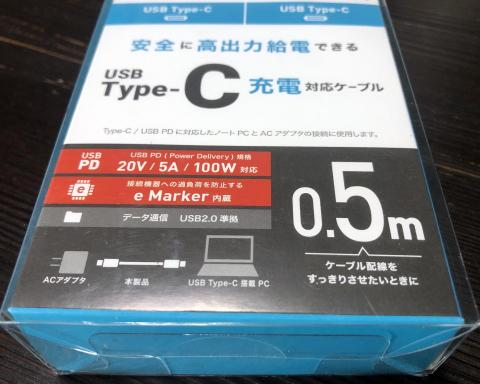 USB Type-C USB Type-C
安全に高出力給電できる
USB
Type-C 充電対応ケーブル
Type-C / USB PDに対応したノートPCとACアダプタの接続に使用します。
USB PD
USB PD (Power Delivery) 規格
20V / 5A / 100W 対応
接続機器への過負荷を防止する
e Marker 内蔵
データ通信 USB2.0 準拠
0.5m
ケーブル配線を
すっきりさせたいときに
ACアダプタ 本製品 USB Type-C 搭載 PC